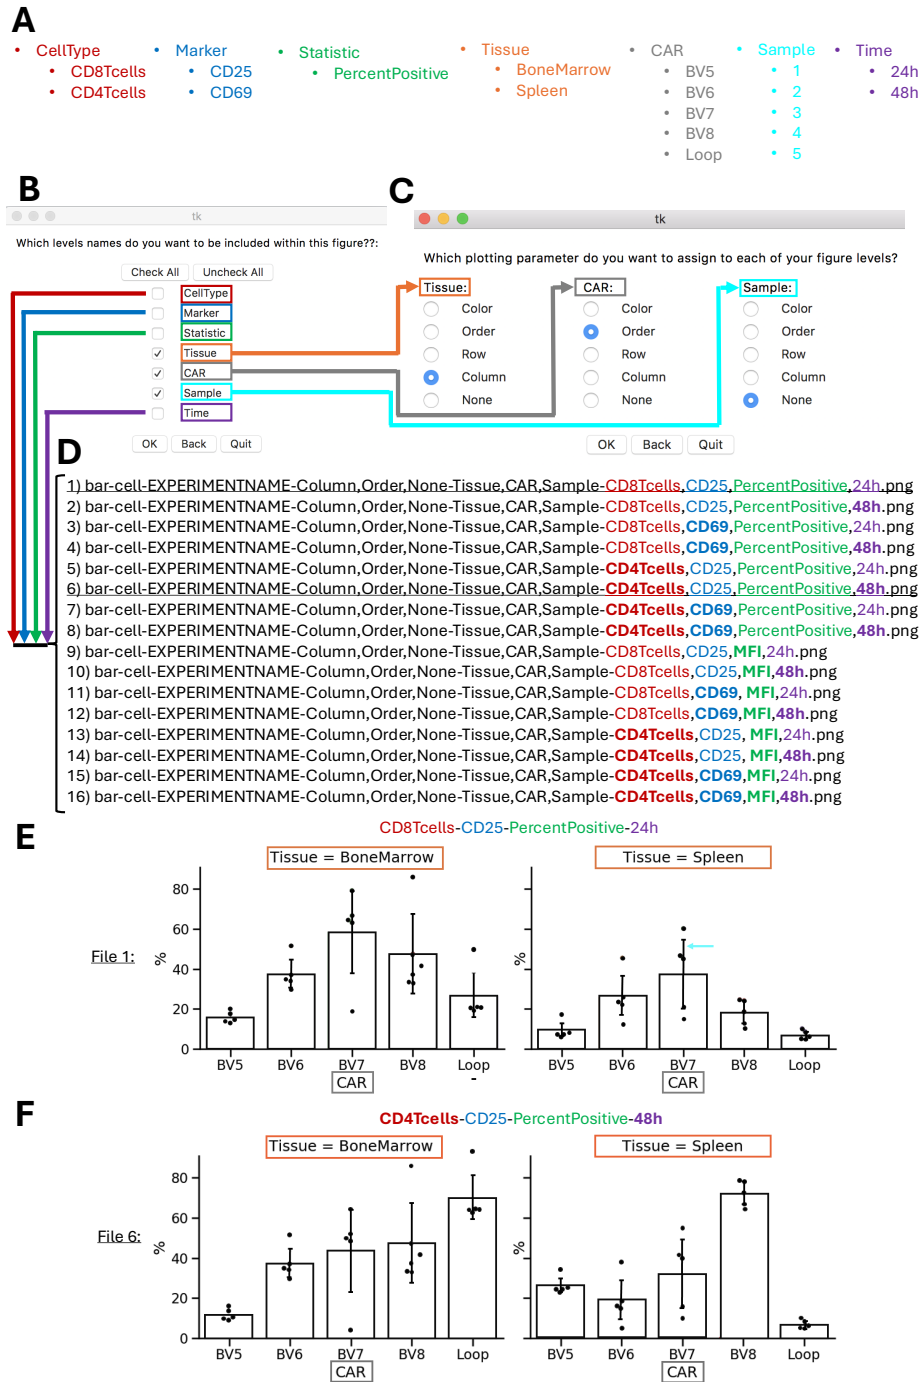 A
• CellType
• CD8Tcells
• CD4Tcells
• Marker
• CD25
• CD69
• Statistic
• PercentPositive
• Tissue
• BoneMarrow
• Spleen
• CAR
• BV5
• BV6
• BV7
• BV8
• Loop
• Sample
• 1
• 2
• 3
• 4
• 5
• Time
• 24h
• 48h
B
tk
Which levels names do you want to be included within this figure??:
Check All Uncheck All
CellType
Marker
Statistic
Tissue
CAR
Sample
Time
OK Back Quit
C
tk
Which plotting parameter do you want to assign to each of your figure levels?
Tissue:
Color
Order
Row
Column
None
CAR:
Color
Order
Row
Column
None
Sample:
Color
Order
Row
Column
None
OK Back Quit
D
1) bar-cell-EXPERIMENTNAME-Column,Order,None-Tissue,CAR,Sample-CD8Tcells,CD25,PercentPositive,24h.png
2) bar-cell-EXPERIMENTNAME-Column,Order,None-Tissue,CAR,Sample-CD8Tcells,CD25,PercentPositive,48h.png
3) bar-cell-EXPERIMENTNAME-Column,Order,None-Tissue,CAR,Sample-CD8Tcells,CD69,PercentPositive,24h.png
4) bar-cell-EXPERIMENTNAME-Column,Order,None-Tissue,CAR,Sample-CD8Tcells,CD69,PercentPositive,48h.png
5) bar-cell-EXPERIMENTNAME-Column,Order,None-Tissue,CAR,Sample-CD4Tcells,CD25,PercentPositive,24h.png
6) bar-cell-EXPERIMENTNAME-Column,Order,None-Tissue,CAR,Sample-CD4Tcells,CD25,PercentPositive,48h.png
7) bar-cell-EXPERIMENTNAME-Column,Order,None-Tissue,CAR,Sample-CD4Tcells,CD69,PercentPositive,24h.png
8) bar-cell-EXPERIMENTNAME-Column,Order,None-Tissue,CAR,Sample-CD4Tcells,CD69,PercentPositive,48h.png
9) bar-cell-EXPERIMENTNAME-Column,Order,None-Tissue,CAR,Sample-CD8Tcells,CD25,MFI,24h.png
10) bar-cell-EXPERIMENTNAME-Column,Order,None-Tissue,CAR,Sample-CD8Tcells,CD25,MFI,48h.png
11) bar-cell-EXPERIMENTNAME-Column,Order,None-Tissue,CAR,Sample-CD8Tcells,CD69, MFI,24h.png
12) bar-cell-EXPERIMENTNAME-Column,Order,None-Tissue,CAR,Sample-CD8Tcells,CD69,MFI,48h.png
13) bar-cell-EXPERIMENTNAME-Column,Order,None-Tissue,CAR,Sample-CD4Tcells,CD25, MFI,24h.png
14) bar-cell-EXPERIMENTNAME-Column,Order,None-Tissue,CAR,Sample-CD4Tcells,CD25, MFI,48h.png
15) bar-cell-EXPERIMENTNAME-Column,Order,None-Tissue,CAR,Sample-CD4Tcells,CD69,MFI,24h.png
16) bar-cell-EXPERIMENTNAME-Column,Order,None-Tissue,CAR,Sample-CD4Tcells,CD69,MFI,48h.png
E
CD8Tcells-CD25-PercentPositive-24h
File 1:
Tissue = BoneMarrow
%
80
60
40
20
0
BV5 BV6 BV7 BV8 Loop
CAR
Tissue = Spleen
%
BV5 BV6 BV7 BV8 Loop
CAR
F
CD4Tcells-CD25-PercentPositive-48h
File 6:
Tissue = BoneMarrow
%
80
60
40
20
0
BV5 BV6 BV7 BV8 Loop
CAR
Tissue = Spleen
%
BV5 BV6 BV7 BV8 Loop
CAR